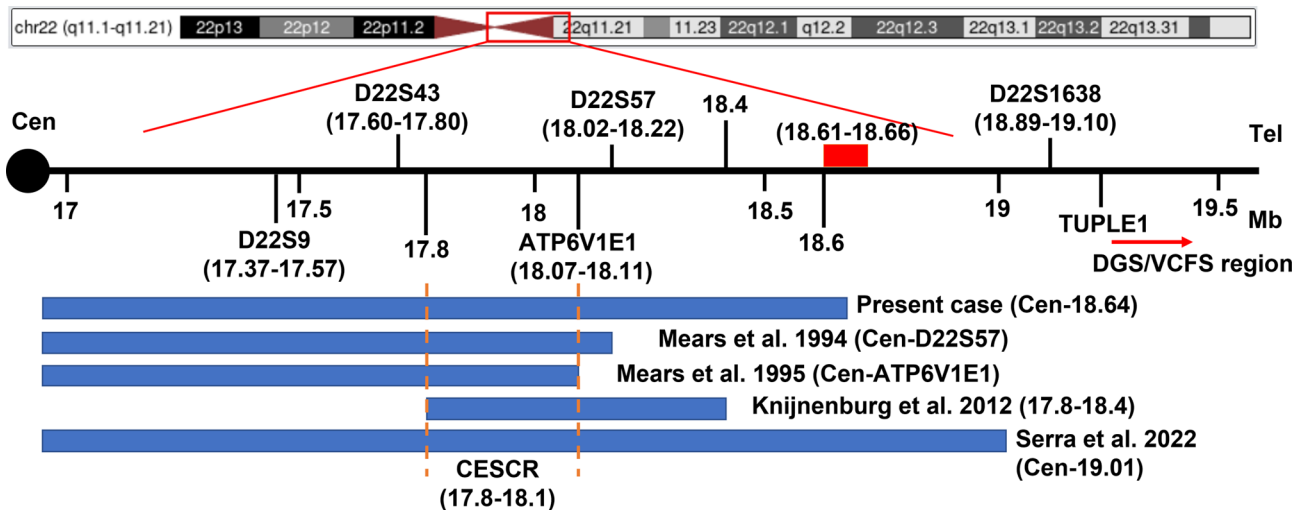 chr22 (q11.1-q11.21) 22p13 22p12 22p11.2 22q11.21 11.23 22q12.1 q12.2 22q12.3 22q13.1 22q13.2 22q13.31
D22S43
(17.60-17.80)
D22S57
(18.02-18.22)
18.4
(18.61-18.66)
D22S1638
(18.89-19.10)
Cen
Tel
17
17.5
18
18.5
19
19.5
Mb
D22S9
(17.37-17.57)
17.8
ATP6V1E1
(18.07-18.11)
18.6
TUPLE1
DGS/VCFS region
Present case (Cen-18.64)
Mears et al. 1994 (Cen-D22S57)
Mears et al. 1995 (Cen-ATP6V1E1)
Knijnenburg et al. 2012 (17.8-18.4)
Serra et al. 2022
(Cen-19.01)
CESCR
(17.8-18.1)